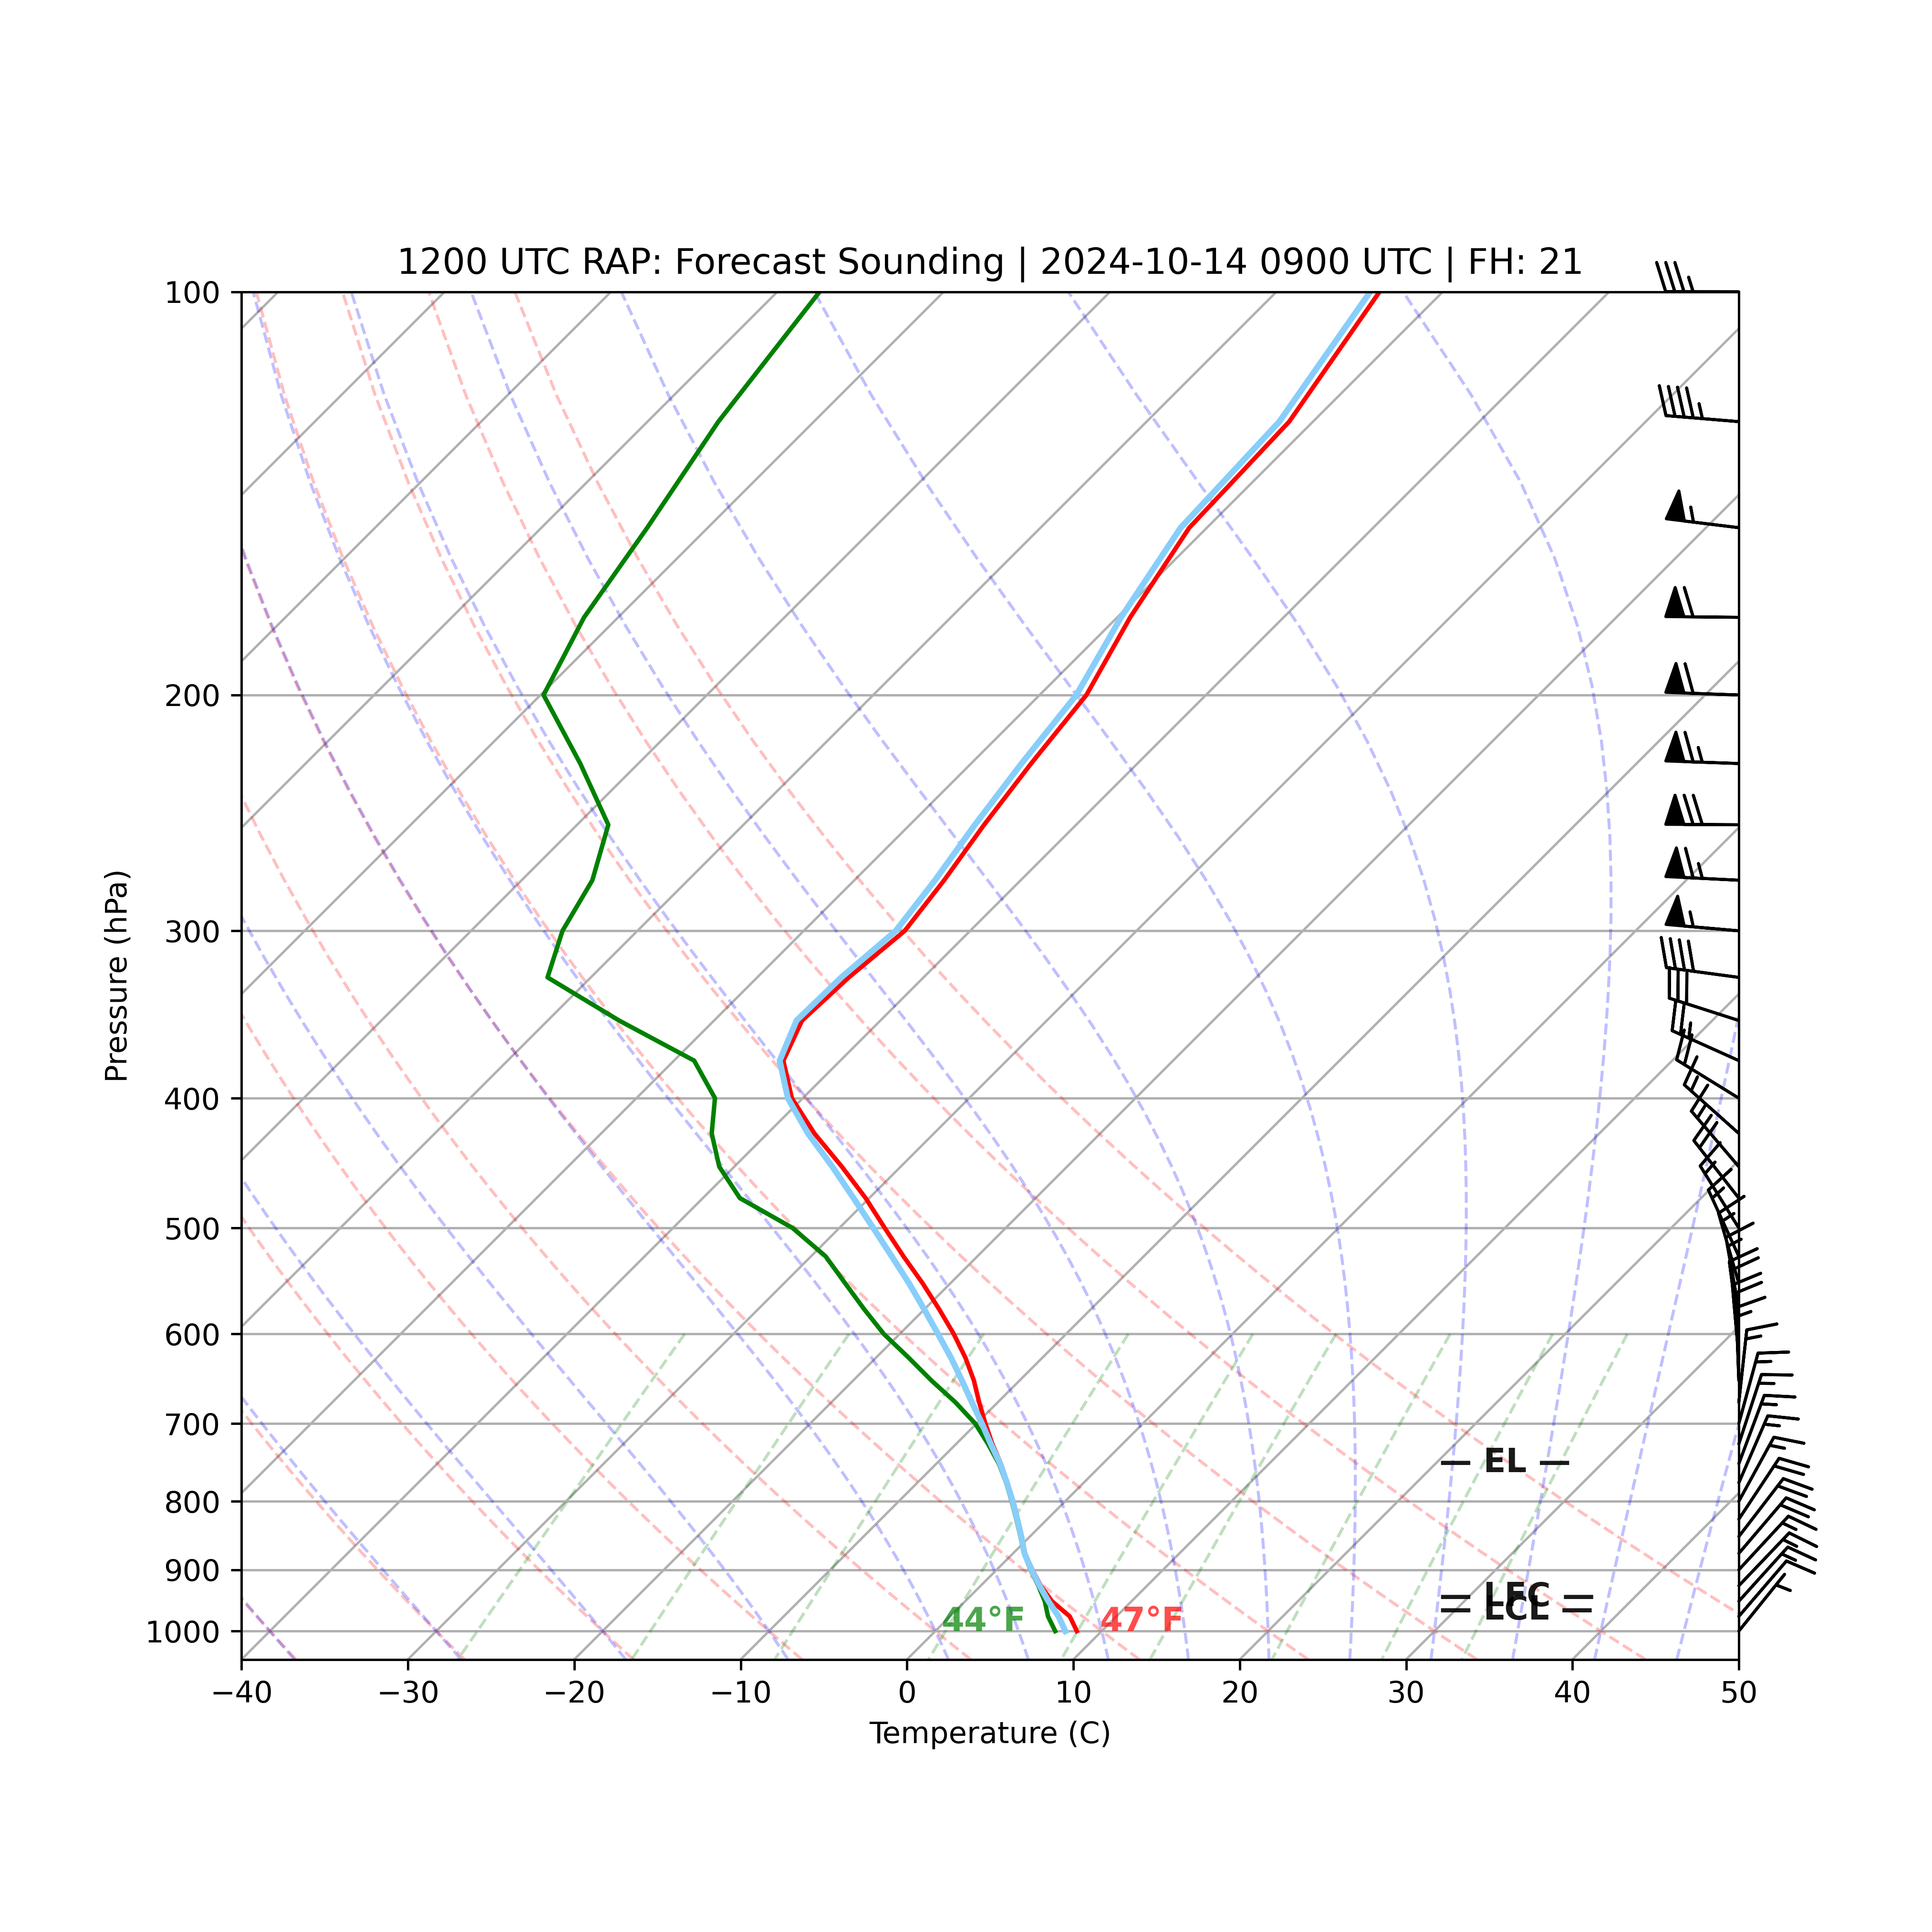 1200 UTC RAP: Forecast Sounding | 2024-10-14 0900 UTC | FH: 21
100
200
300
400
500
600
700
800
900
1000
Pressure (hPa)
— EL —
— LFC —
— LCL —
44°F 47°F
−40 −30 −20 −10 0 10 20 30 40 50
Temperature (C)